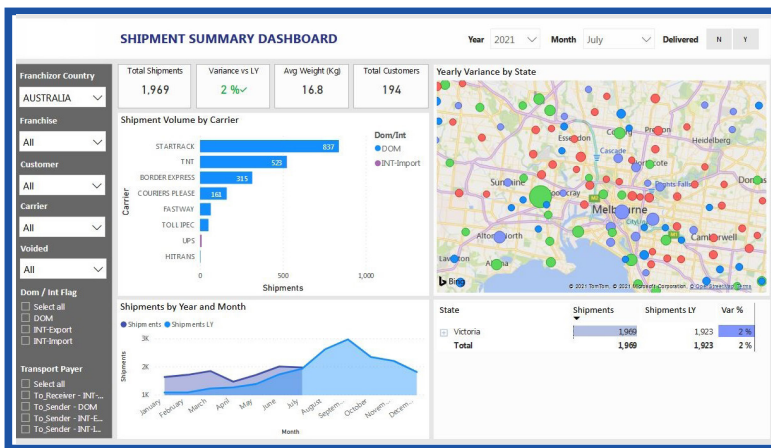 SHIPMENT SUMMARY DASHBOARD
Year 2021 Month July Delivered N Y
Franchizor Country
AUSTRALIA
Franchise
All
Customer
All
Carrier
All
Voided
All
Dom / Int Flag
Select all
DOM
INT-Export
INT-Import
Transport Payer
Select all
To_Receiver - INT-...
To_Sender - DOM
To_Sender - INT-E...
To_Sender - INT-I...
Total Shipments
1,969
Variance vs LY
2 %
Avg Weight (Kg)
16.8
Total Customers
194
Shipment Volume by Carrier
Dom/Int
DOM
INT-Import
Carrier
STARTRACK 837
TNT 523
BORDER EXPRESS 315
COURIERS PLEASE 161
FASTWAY
TOLL IPEC
UPS
HITRANS
0 500 1,000
Shipments
Shipments by Year and Month
Shipments Shipments LY
Shipments
3K
2K
1K
January February March April May June July August Septem... October Novem... Decem...
Month
Yearly Variance by State
Preston
Heidelberg
Cascade
Melbourne
Bing
© 2021 TomTom, © 2021 Microsoft Corporation, © OpenStreetMap Terms
State Shipments Shipments LY Var %
Victoria 1,969 1,923 2 %
Total 1,969 1,923 2 %